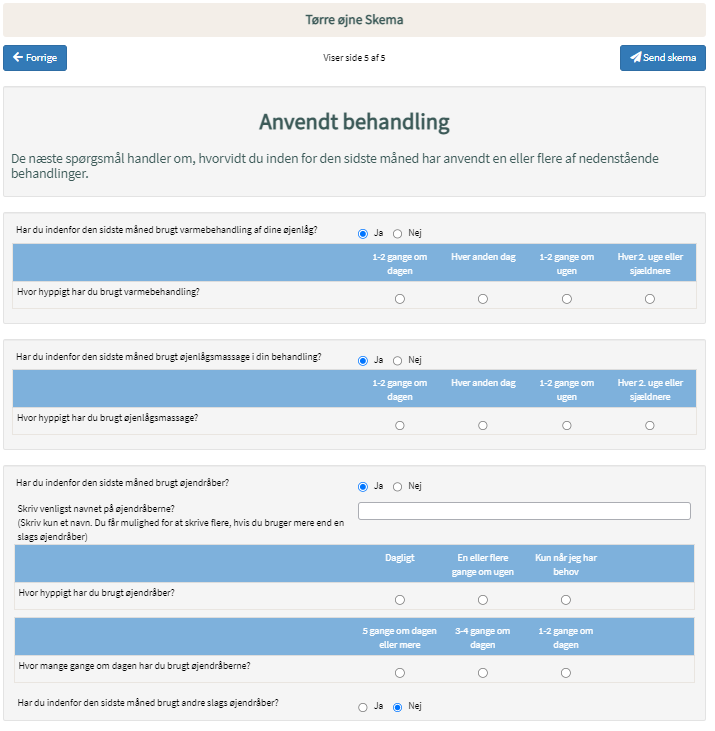 Tørre øjne Skema
Forrige
Viser side 5 af 5
Send skema
Anvendt behandling
De næste spørgsmål handler om, hvorvidt du inden for den sidste måned har anvendt en eller flere af nedenstående
behandlinger.
Har du indenfor den sidste måned brugt varmebehandling af dine øjenlåg?
Ja Nej
1-2 gange om dagen
Hver anden dag
1-2 gange om ugen
Hver 2. uge eller sjældnere
Hvor hyppigt har du brugt varmebehandling?
Har du indenfor den sidste måned brugt øjenlågsmassage i din behandling?
Ja Nej
1-2 gange om dagen
Hver anden dag
1-2 gange om ugen
Hver 2. uge eller sjældnere
Hvor hyppigt har du brugt øjenlågsmassage?
Har du indenfor den sidste måned brugt øjendråber?
Ja Nej
Skriv venligst navnet på øjendråberne?
(Skriv kun et navn. Du får mulighed for at skrive flere, hvis du bruger mere end en
slags øjendråber)
Dagligt
En eller flere gange om ugen
Kun når jeg har behov
Hvor hyppigt har du brugt øjendråber?
5 gange om dagen eller mere
3-4 gange om dagen
1-2 gange om dagen
Hvor mange gange om dagen har du brugt øjendråberne?
Har du indenfor den sidste måned brugt andre slags øjendråber?
Ja Nej